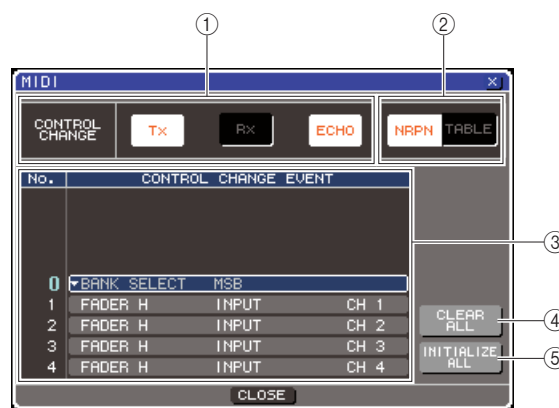 ① ②
MIDI X
CONTROL CHANGE Tx Rx ECHO NRPN TABLE
No. CONTROL CHANGE EVENT
③
0 ▼BANK SELECT MSB
1 FADER H INPUT CH 1
2 FADER H INPUT CH 2
3 FADER H INPUT CH 3
4 FADER H INPUT CH 4
CLEAR ALL ④
INITIALIZE ALL ⑤
CLOSE